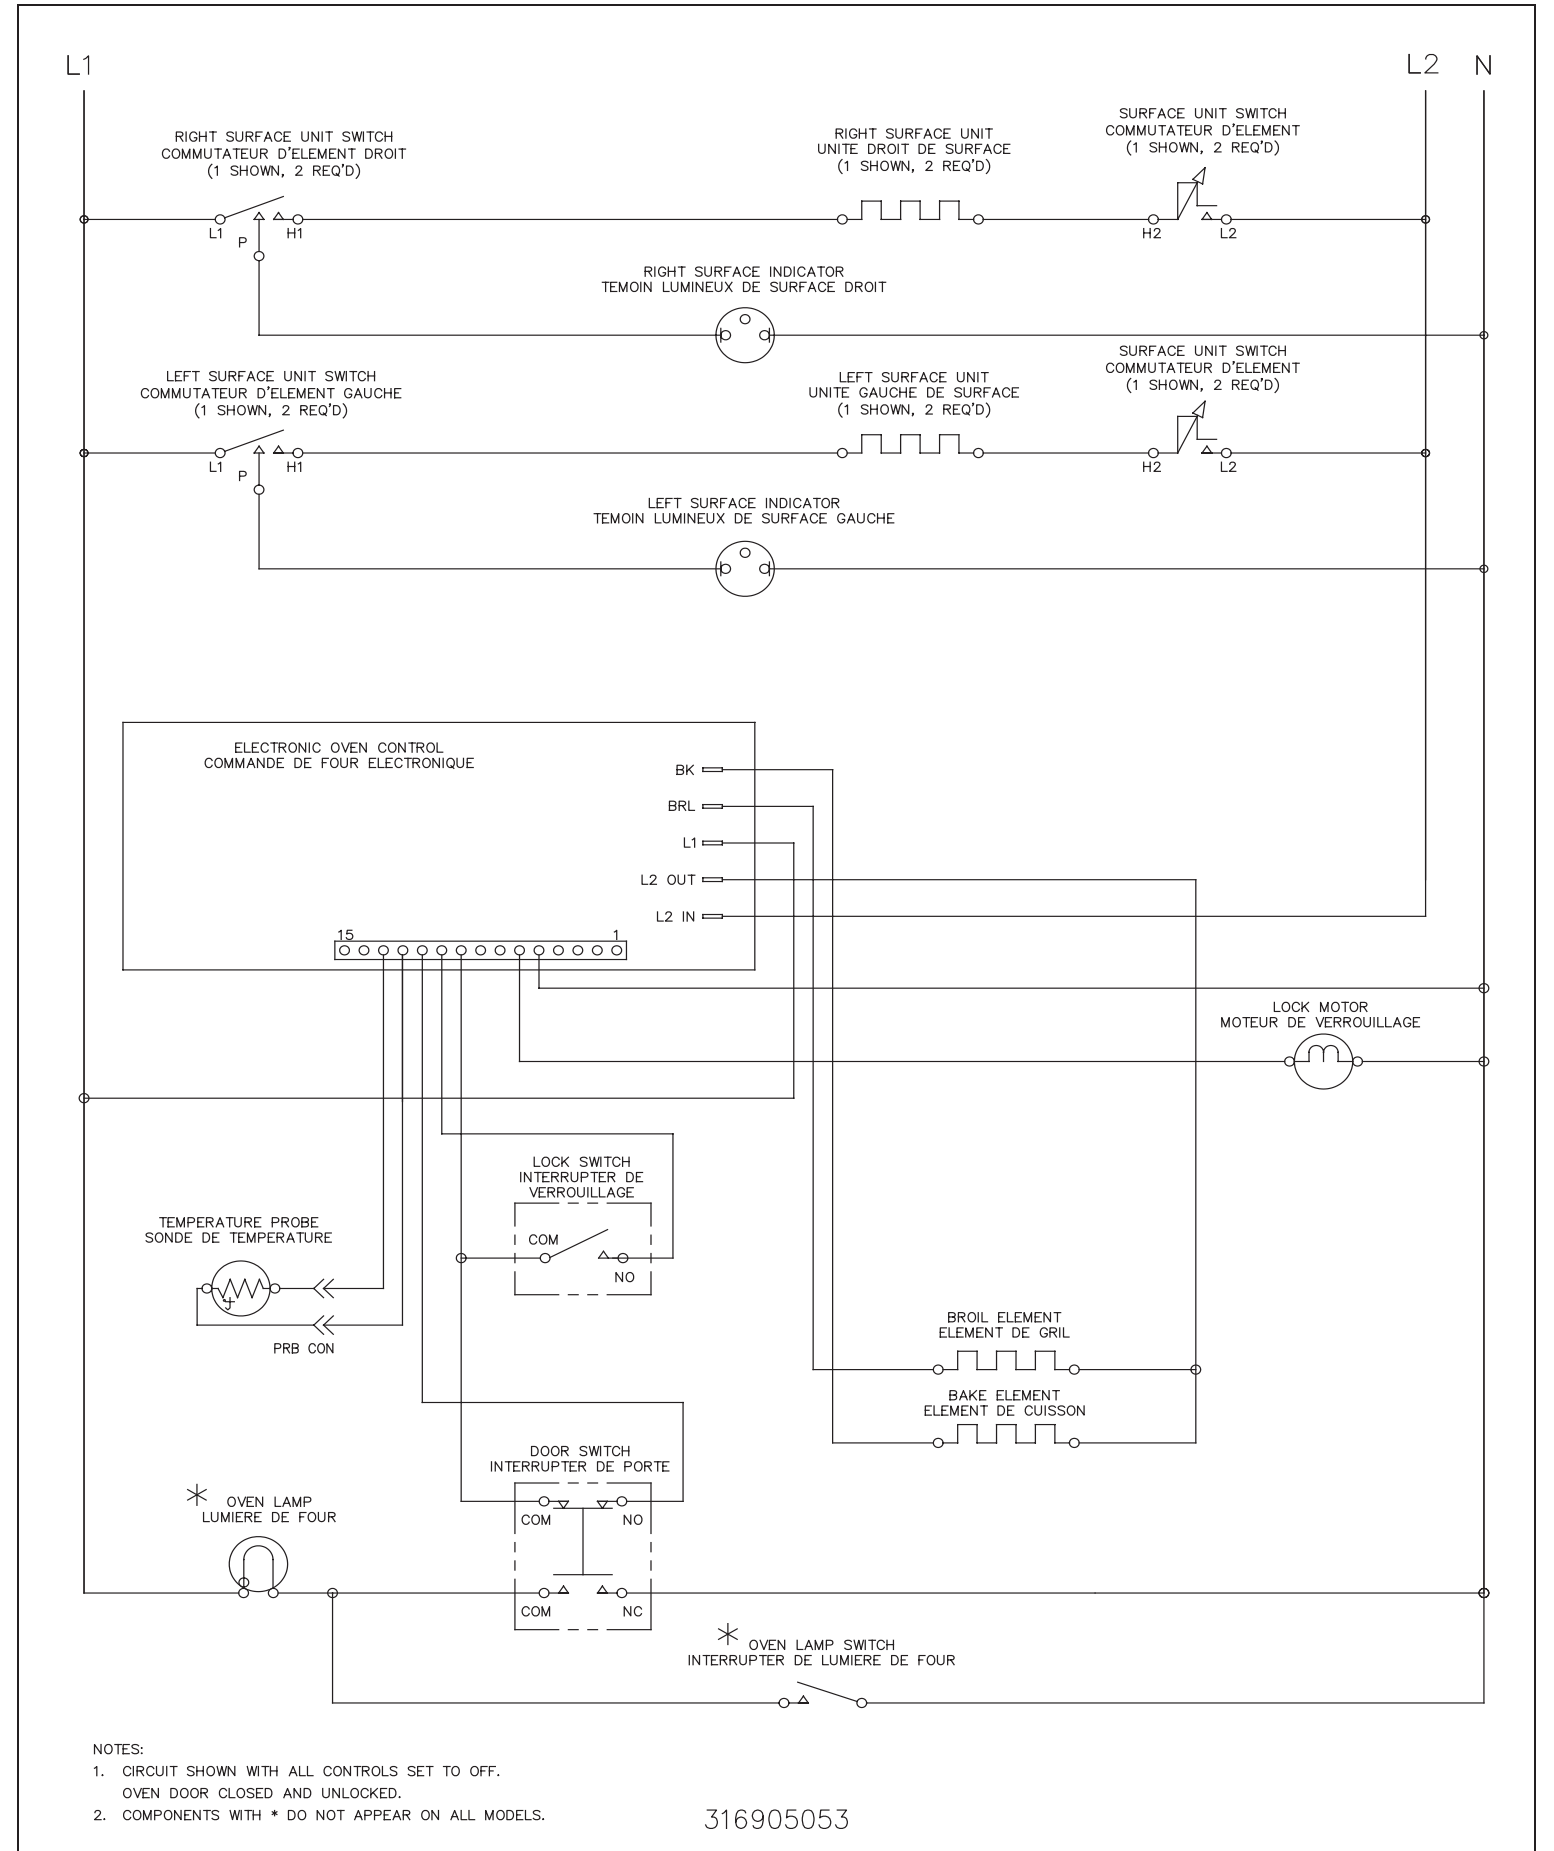 L1
L2 N
RIGHT SURFACE UNIT SWITCH
COMMUTATEUR D'ELEMENT DROIT
(1 SHOWN, 2 REQ'D)
RIGHT SURFACE UNIT
UNITE DROIT DE SURFACE
(1 SHOWN, 2 REQ'D)
SURFACE UNIT SWITCH
COMMUTATEUR D'ELEMENT
(1 SHOWN, 2 REQ'D)
L1
P
H1
H2
L2
RIGHT SURFACE INDICATOR
TEMOIN LUMINEUX DE SURFACE DROIT
LEFT SURFACE UNIT SWITCH
COMMUTATEUR D'ELEMENT GAUCHE
(1 SHOWN, 2 REQ'D)
LEFT SURFACE UNIT
UNITE GAUCHE DE SURFACE
(1 SHOWN, 2 REQ'D)
SURFACE UNIT SWITCH
COMMUTATEUR D'ELEMENT
(1 SHOWN, 2 REQ'D)
L1
P
H1
H2
L2
LEFT SURFACE INDICATOR
TEMOIN LUMINEUX DE SURFACE GAUCHE
ELECTRONIC OVEN CONTROL
COMMANDE DE FOUR ELECTRONIQUE
BK
BRL
L1
L2 OUT
L2 IN
15
1
LOCK MOTOR
MOTEUR DE VERROUILLAGE
LOCK SWITCH
INTERRUPTER DE
VERROUILLAGE
COM
NO
TEMPERATURE PROBE
SONDE DE TEMPERATURE
PRB CON
BROIL ELEMENT
ELEMENT DE GRIL
BAKE ELEMENT
ELEMENT DE CUISSON
DOOR SWITCH
INTERRUPTER DE PORTE
COM
NO
COM
NC
* OVEN LAMP
LUMIERE DE FOUR
* OVEN LAMP SWITCH
INTERRUPTER DE LUMIERE DE FOUR
NOTES:
1. CIRCUIT SHOWN WITH ALL CONTROLS SET TO OFF.
OVEN DOOR CLOSED AND UNLOCKED.
2. COMPONENTS WITH * DO NOT APPEAR ON ALL MODELS.
316905053